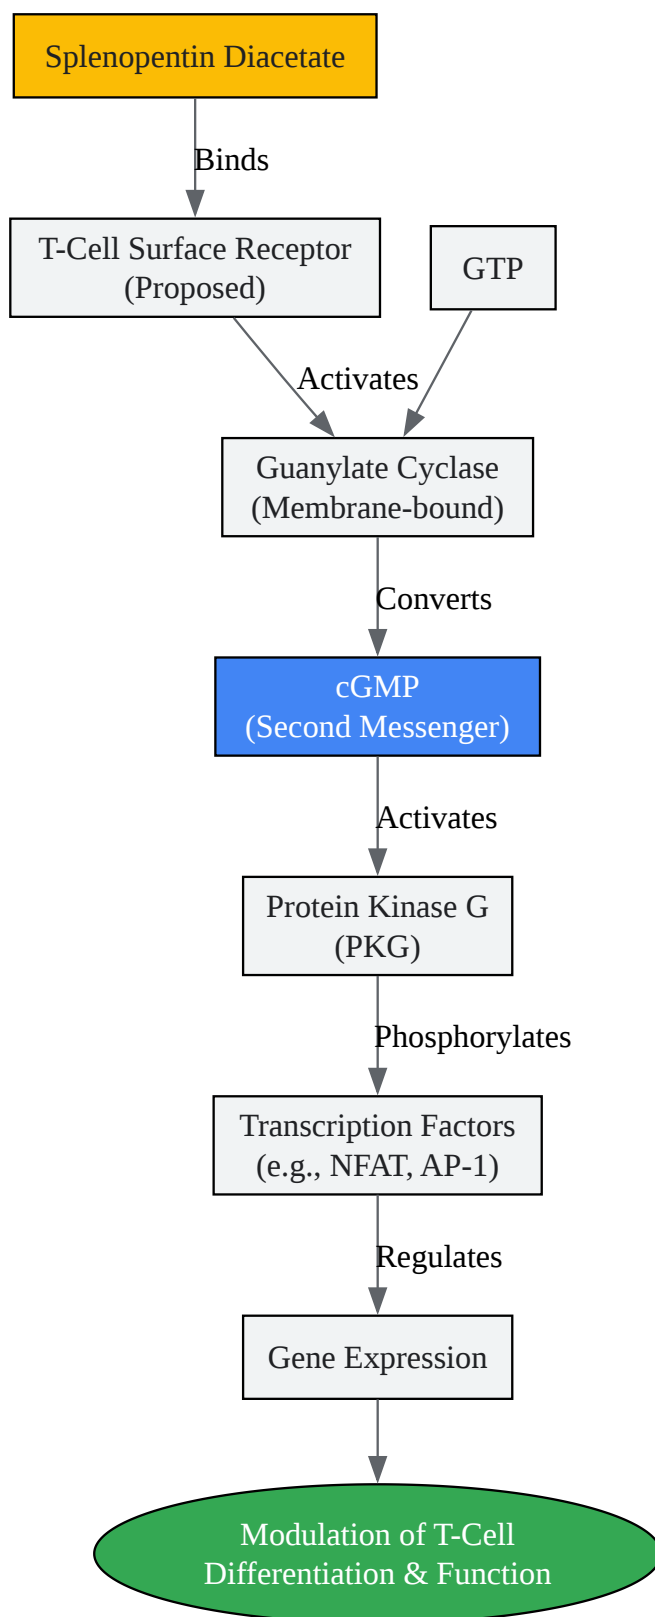 Splenopentin Diacetate
Binds
T-Cell Surface Receptor
(Proposed)
GTP
Activates
Guanylate Cyclase
(Membrane-bound)
Converts
cGMP
(Second Messenger)
Activates
Protein Kinase G
(PKG)
Phosphorylates
Transcription Factors
(e.g., NFAT, AP-1)
Regulates
Gene Expression
Modulation of T-Cell
Differentiation & Function